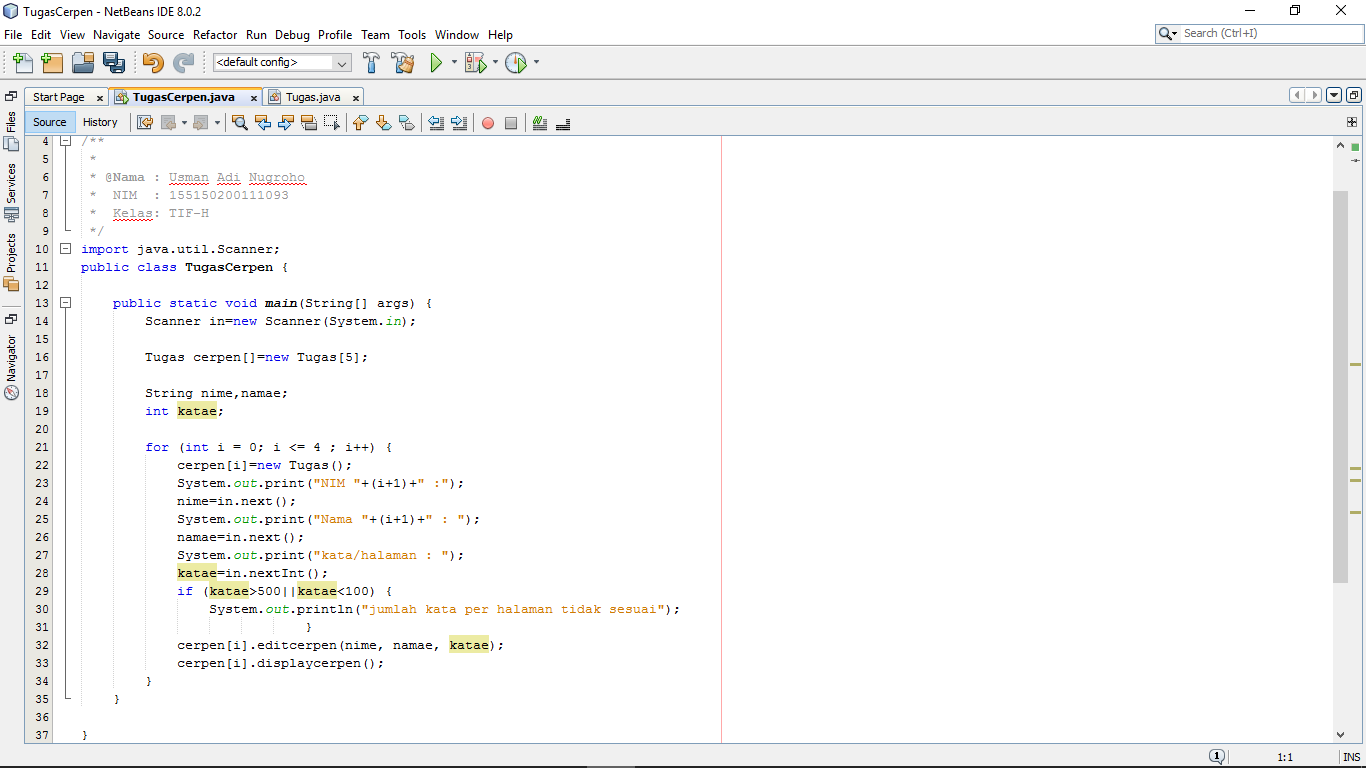 TugasCerpen - NetBeans IDE 8.0.2
File Edit View Navigate Source Refactor Run Debug Profile Team Tools Window Help
Search (Ctrl+I)
<default config>
Start Page
TugasCerpen.java
Tugas.java
Source History
Files
Services
Projects
Navigator
4 /**
5 *
6 * @Nama : Usman Adi Nugroho
7 *  NIM  : 155150200111093
8 *  Kelas: TIF-H
9 */
10 import java.util.Scanner;
11 public class TugasCerpen {
12
13     public static void main(String[] args) {
14         Scanner in=new Scanner(System.in);
15
16         Tugas cerpen[]=new Tugas[5];
17
18         String nime,namae;
19         int katae;
20
21         for (int i = 0; i <= 4 ; i++) {
22             cerpen[i]=new Tugas();
23             System.out.print("NIM "+(i+1)+" :");
24             nime=in.next();
25             System.out.print("Nama "+(i+1)+" : ");
26             namae=in.next();
27             System.out.print("kata/halaman : ");
28             katae=in.nextInt();
29             if (katae>500||katae<100) {
30                 System.out.println("jumlah kata per halaman tidak sesuai");
31                             }
32             cerpen[i].editcerpen(nime, namae, katae);
33             cerpen[i].displaycerpen();
34         }
35     }
36
37 }
1
1:1
INS